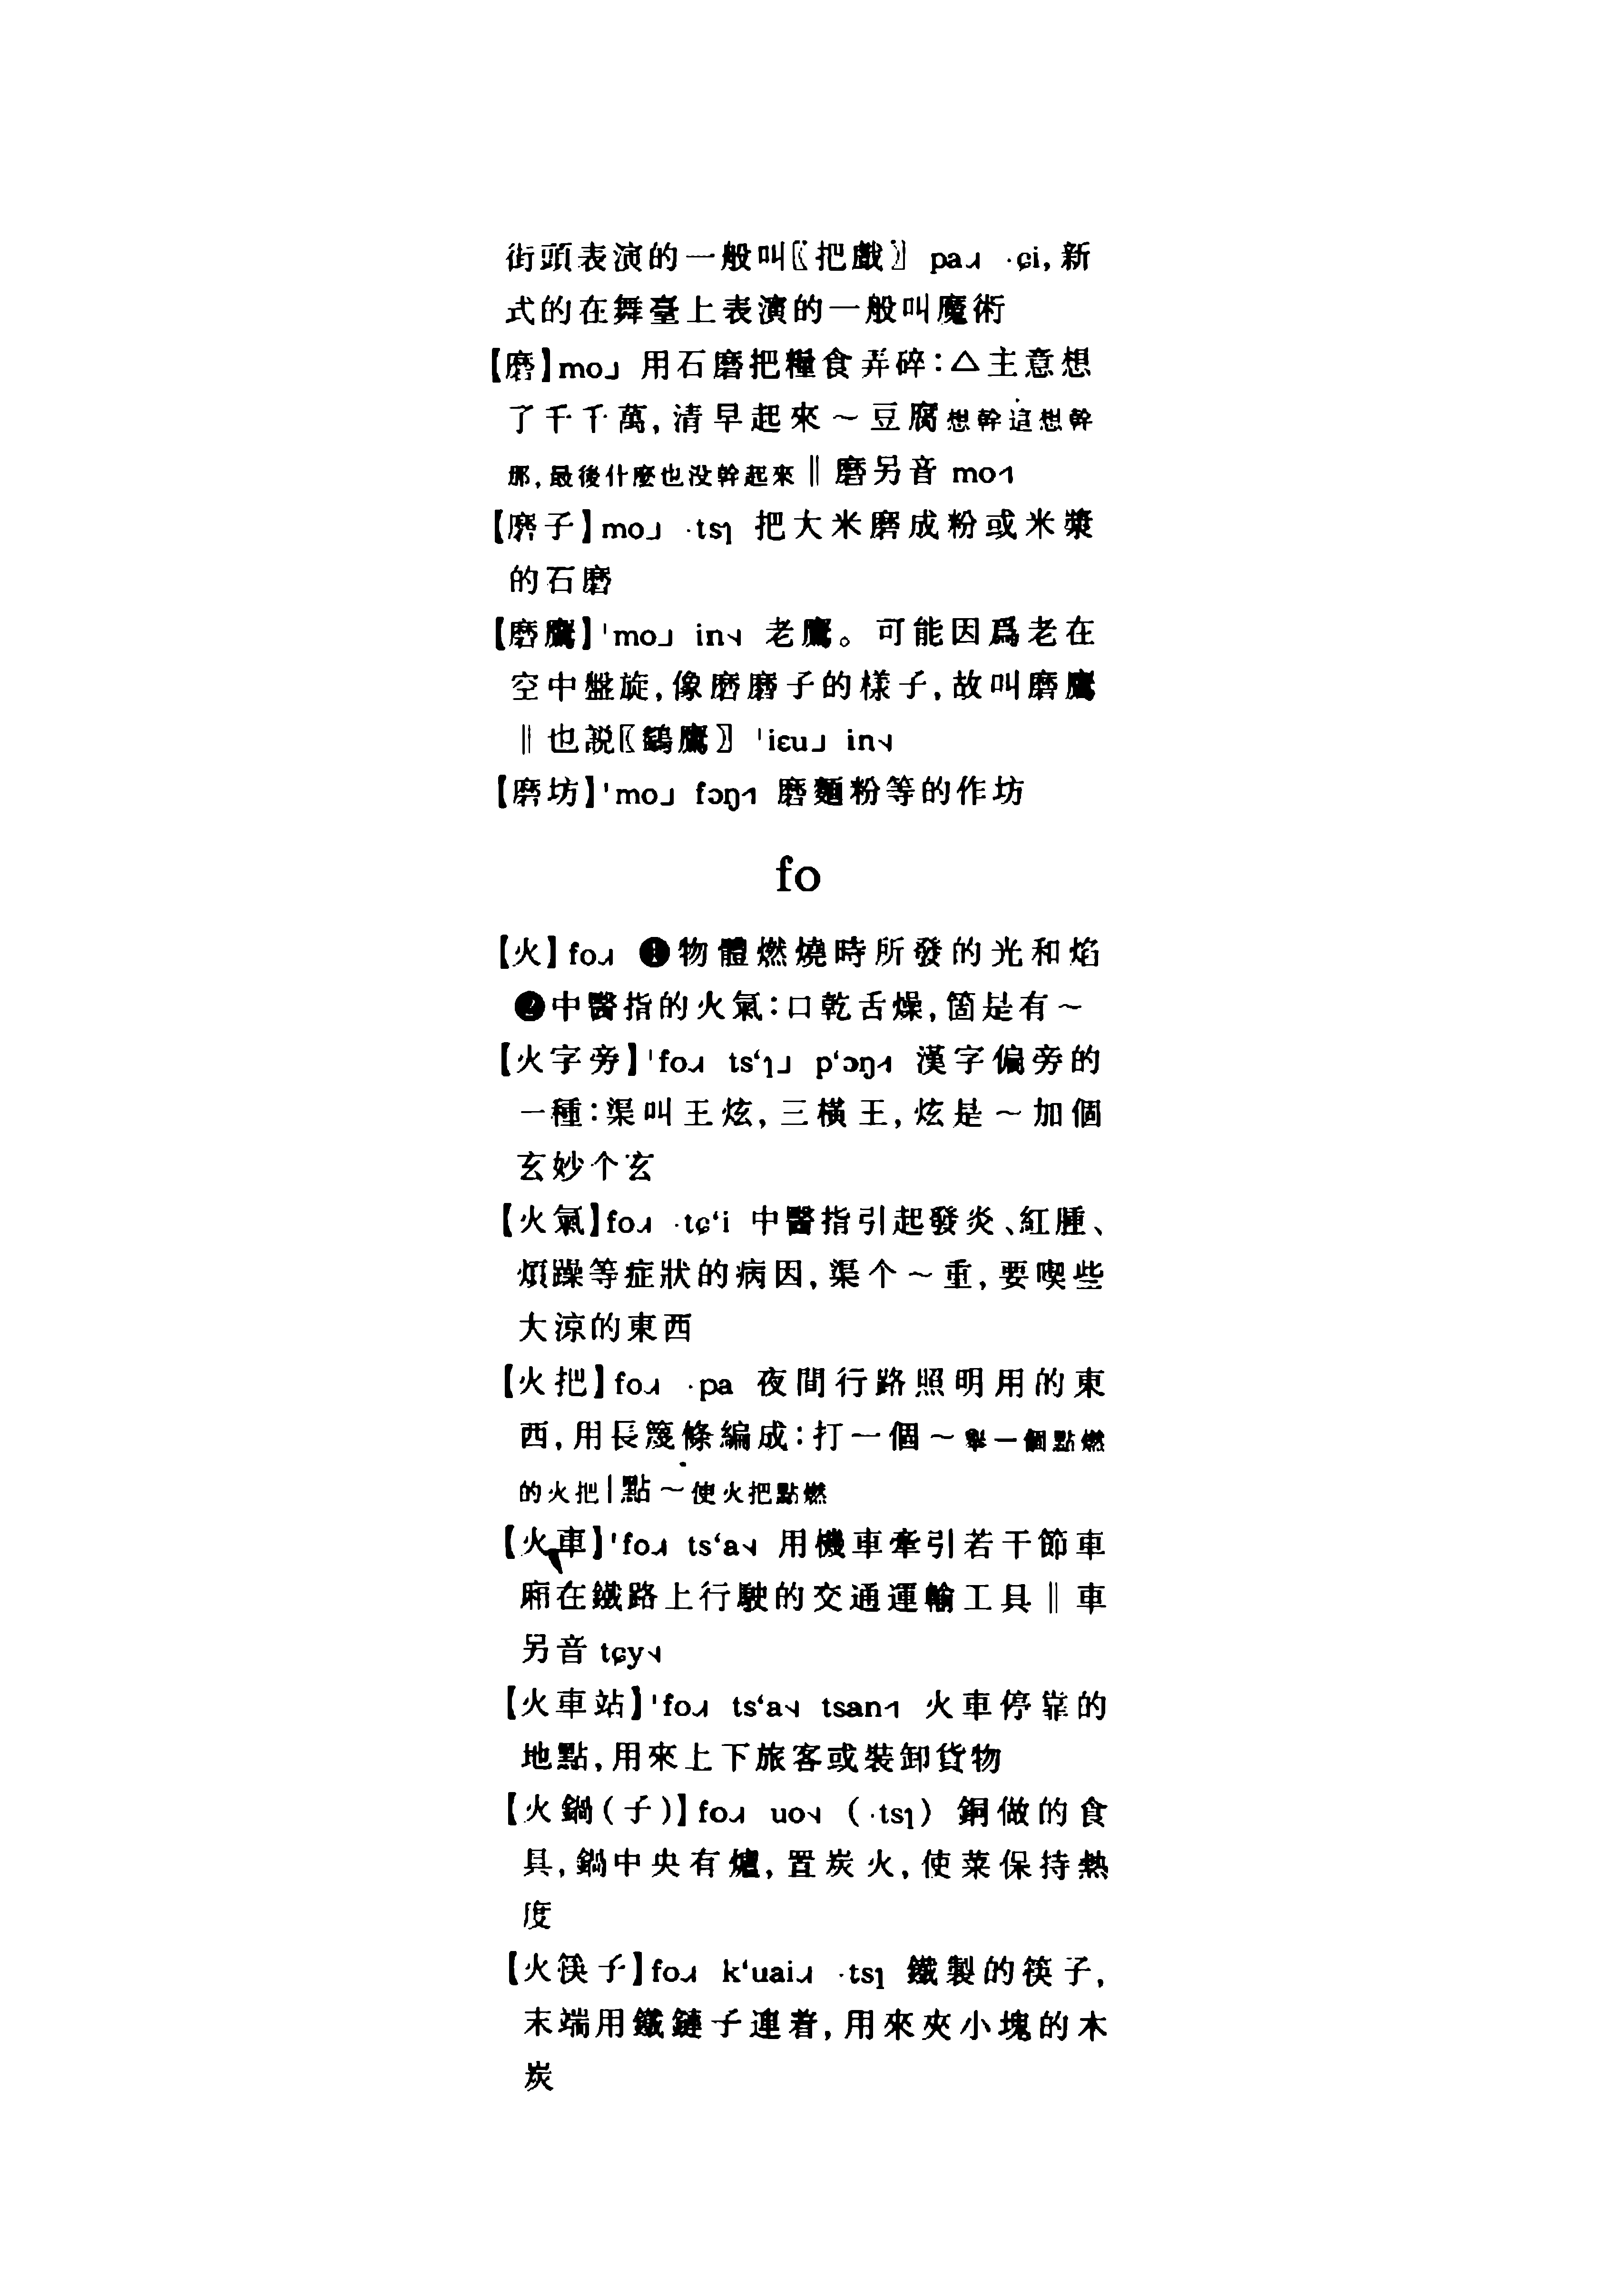 街頭表演的一般叫〖把戲〗pa˩˧ ·ɕi，新
式的在舞臺上表演的一般叫魔術
【磨】mo˩ 用石磨把糧食弄碎：△主意想
了千千萬，清早起來～豆腐想幹這想幹
那，最後什麽也没幹起來‖磨另音 mo˧˥
【磨子】mo˩ ·tsɿ 把大米磨成粉或米漿
的石磨
【磨鷹】ˈmo˩ in˨˧ 老鷹。可能因爲老在
空中盤旋，像磨磨子的樣子，故叫磨鷹
‖也説〖鷂鷹〗ˈiɛu˩ in˨˧
【磨坊】ˈmo˩ fɔŋ˧˥ 磨麵粉等的作坊
fo
【火】fo˩˧ ❶物體燃燒時所發的光和焰
❷中醫指的火氣：口乾舌燥，箇是有～
【火字旁】ˈfo˩˧ tsʻɿ˩ pʻɔŋ˧˥ 漢字偏旁的
一種：渠叫王炫，三橫王，炫是～加個
玄妙个玄
【火氣】fo˩˧ ·tɕʻi 中醫指引起發炎、紅腫、
煩躁等症狀的病因，渠个～重，要喫些
大涼的東西
【火把】fo˩˧ ·pa 夜間行路照明用的東
西，用長篾條編成：打一個～舉一個點燃
的火把｜點～使火把點燃
【火車】ˈfo˩˧ tsʻa˨˧ 用機車牽引若干節車
廂在鐵路上行駛的交通運輸工具‖車
另音 tɕy˨˧
【火車站】ˈfo˩˧ tsʻa˨˧ tsan˧˥ 火車停靠的
地點，用來上下旅客或裝卸貨物
【火鍋（子）】fo˩˧ uo˨˧（·tsɿ）銅做的食
具，鍋中央有爐，置炭火，使菜保持熱
度
【火筷子】fo˩˧ kʻuai˩˧ ·tsɿ 鐵製的筷子，
末端用鐵鏈子連着，用來夾小塊的木
炭